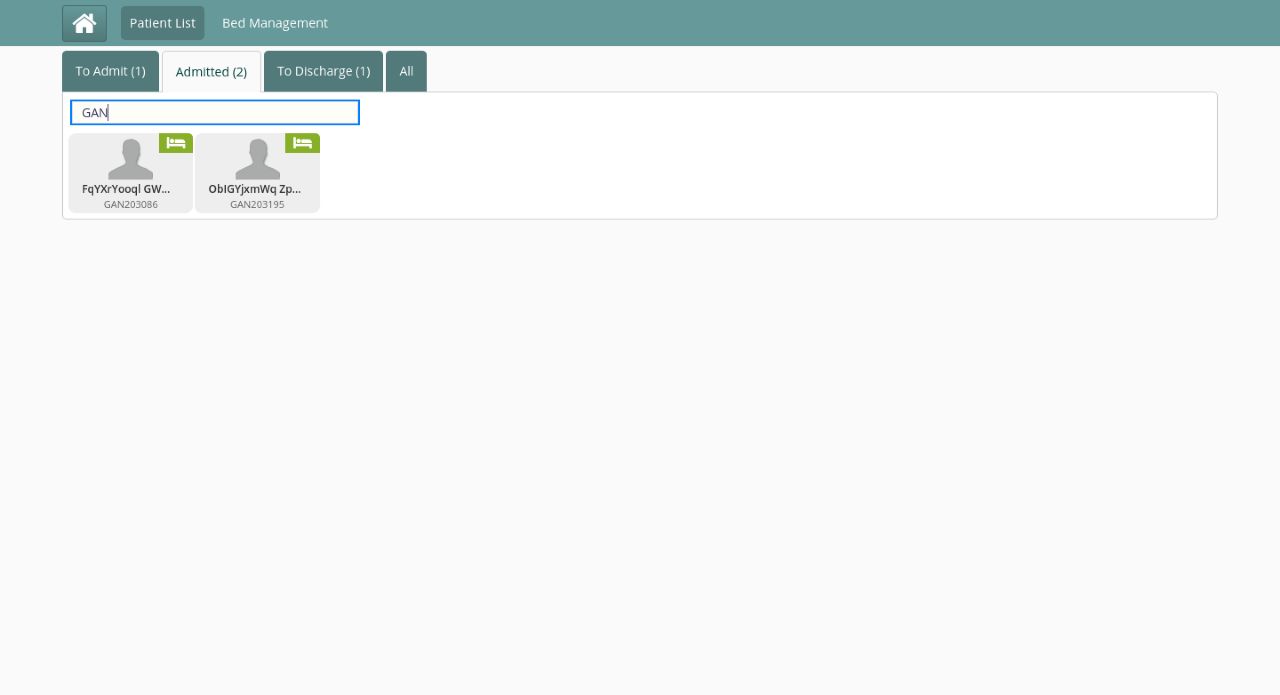 Patient List Bed Management
To Admit (1) Admitted (2) To Discharge (1) All
GAN
FqYXrYooql GW... ObIGYjxmWq Zp...
GAN203086 GAN203195